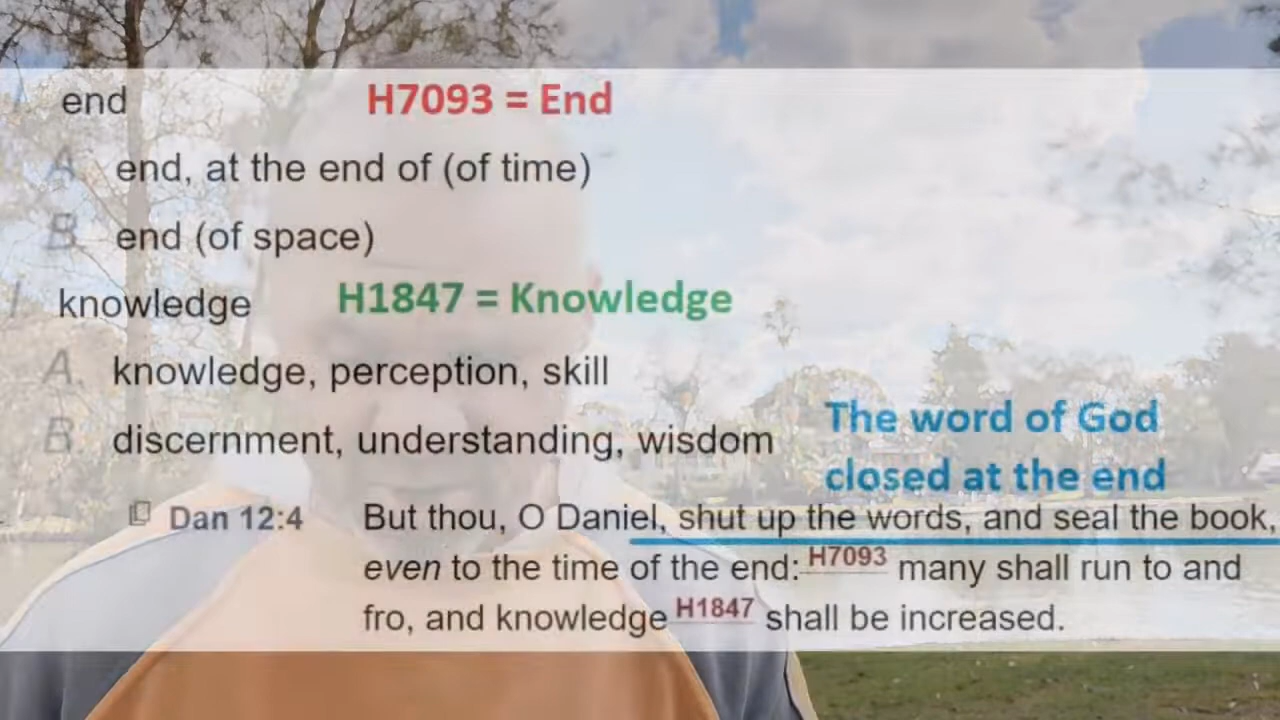 end H7093 = End
A. end, at the end of (of time)
B. end (of space)
I. knowledge H1847 = Knowledge
A. knowledge, perception, skill
B. discernment, understanding, wisdom
The word of God
closed at the end
Dan 12:4 But thou, O Daniel, shut up the words, and seal the book,
even to the time of the end: H7093 many shall run to and
fro, and knowledge H1847 shall be increased.